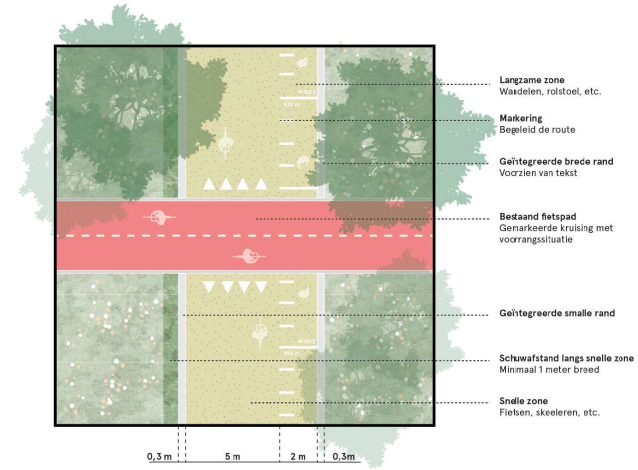 Langzame zone
Wandelen, rolstoel, etc.
Markering
Begeleid de route
Geïntegreerde brede rand
Voorzien van tekst
Bestaand fietspad
Gemarkeerde kruising met
voorrangssituatie
Geïntegreerde smalle rand
Schuwafstand langs snelle zone
Minimaal 1 meter breed
Snelle zone
Fietsen, skeeleren, etc.
0,3 m 5 m 2 m 0,3m